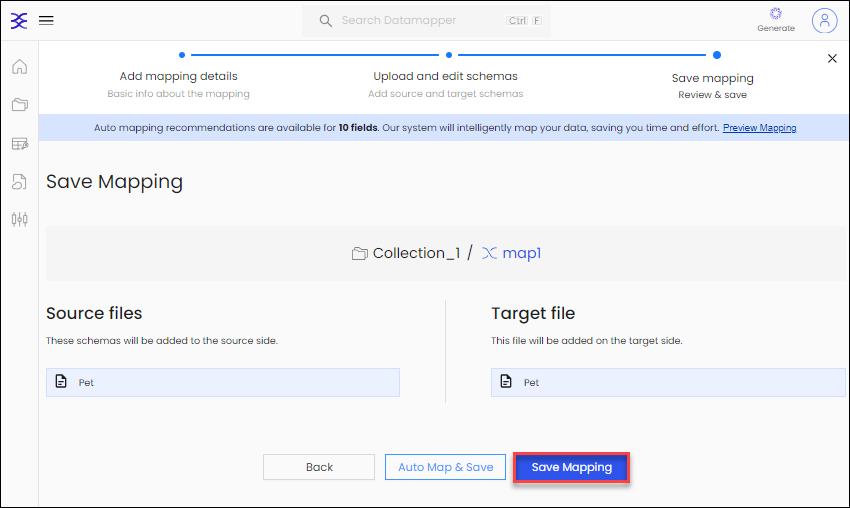 Search Datamapper Ctrl F
Generate
Add mapping details
Basic info about the mapping
Upload and edit schemas
Add source and target schemas
Save mapping
Review & save
Auto mapping recommendations are available for 10 fields. Our system will intelligently map your data, saving you time and effort. Preview Mapping
Save Mapping
Collection_1 / map1
Source files
These schemas will be added to the source side.
Pet
Target file
This file will be added on the target side.
Pet
Back
Auto Map & Save
Save Mapping